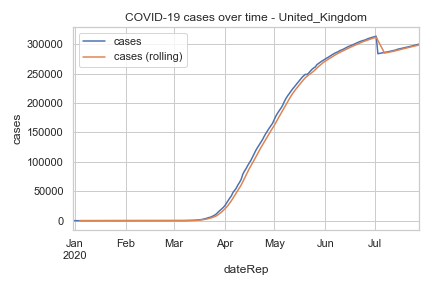 COVID-19 cases over time - United_Kingdom
cases
cases (rolling)
300000
250000
200000
150000
100000
50000
0
cases
Jan
2020
Feb
Mar
Apr
May
Jun
Jul
dateRep